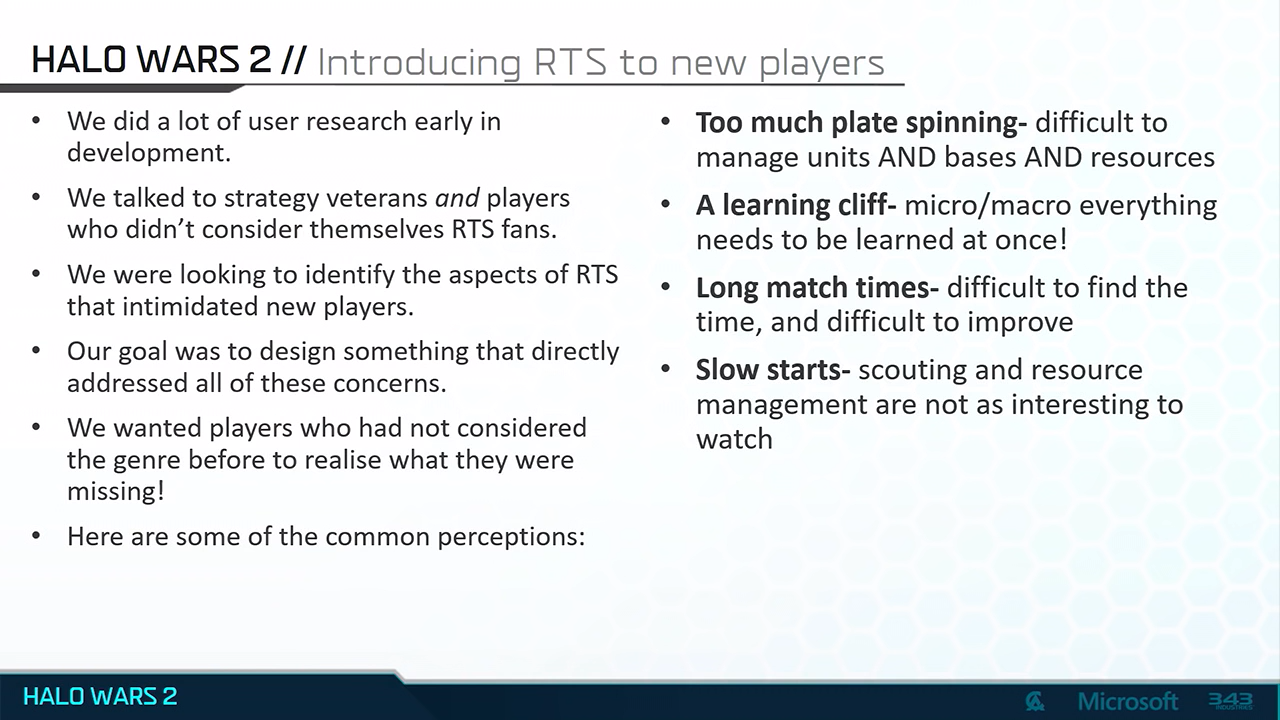 HALO WARS 2 // Introducing RTS to new players
• We did a lot of user research early in
development.
• We talked to strategy veterans and players
who didn’t consider themselves RTS fans.
• We were looking to identify the aspects of RTS
that intimidated new players.
• Our goal was to design something that directly
addressed all of these concerns.
• We wanted players who had not considered
the genre before to realise what they were
missing!
• Here are some of the common perceptions:
• Too much plate spinning- difficult to
manage units AND bases AND resources
• A learning cliff- micro/macro everything
needs to be learned at once!
• Long match times- difficult to find the
time, and difficult to improve
• Slow starts- scouting and resource
management are not as interesting to
watch
HALO WARS 2
Microsoft
343
INDUSTRIES